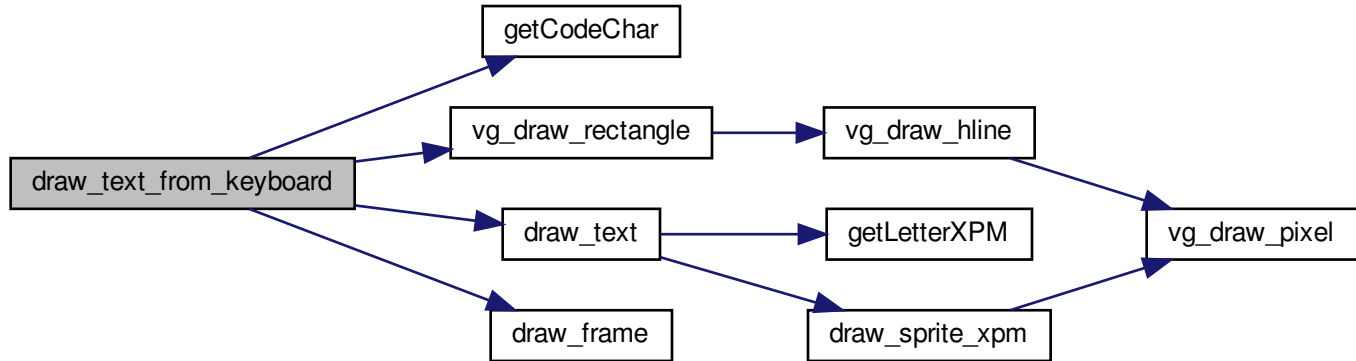 getCodeChar
vg_draw_rectangle
vg_draw_hline
draw_text_from_keyboard
draw_text
getLetterXPM
vg_draw_pixel
draw_frame
draw_sprite_xpm